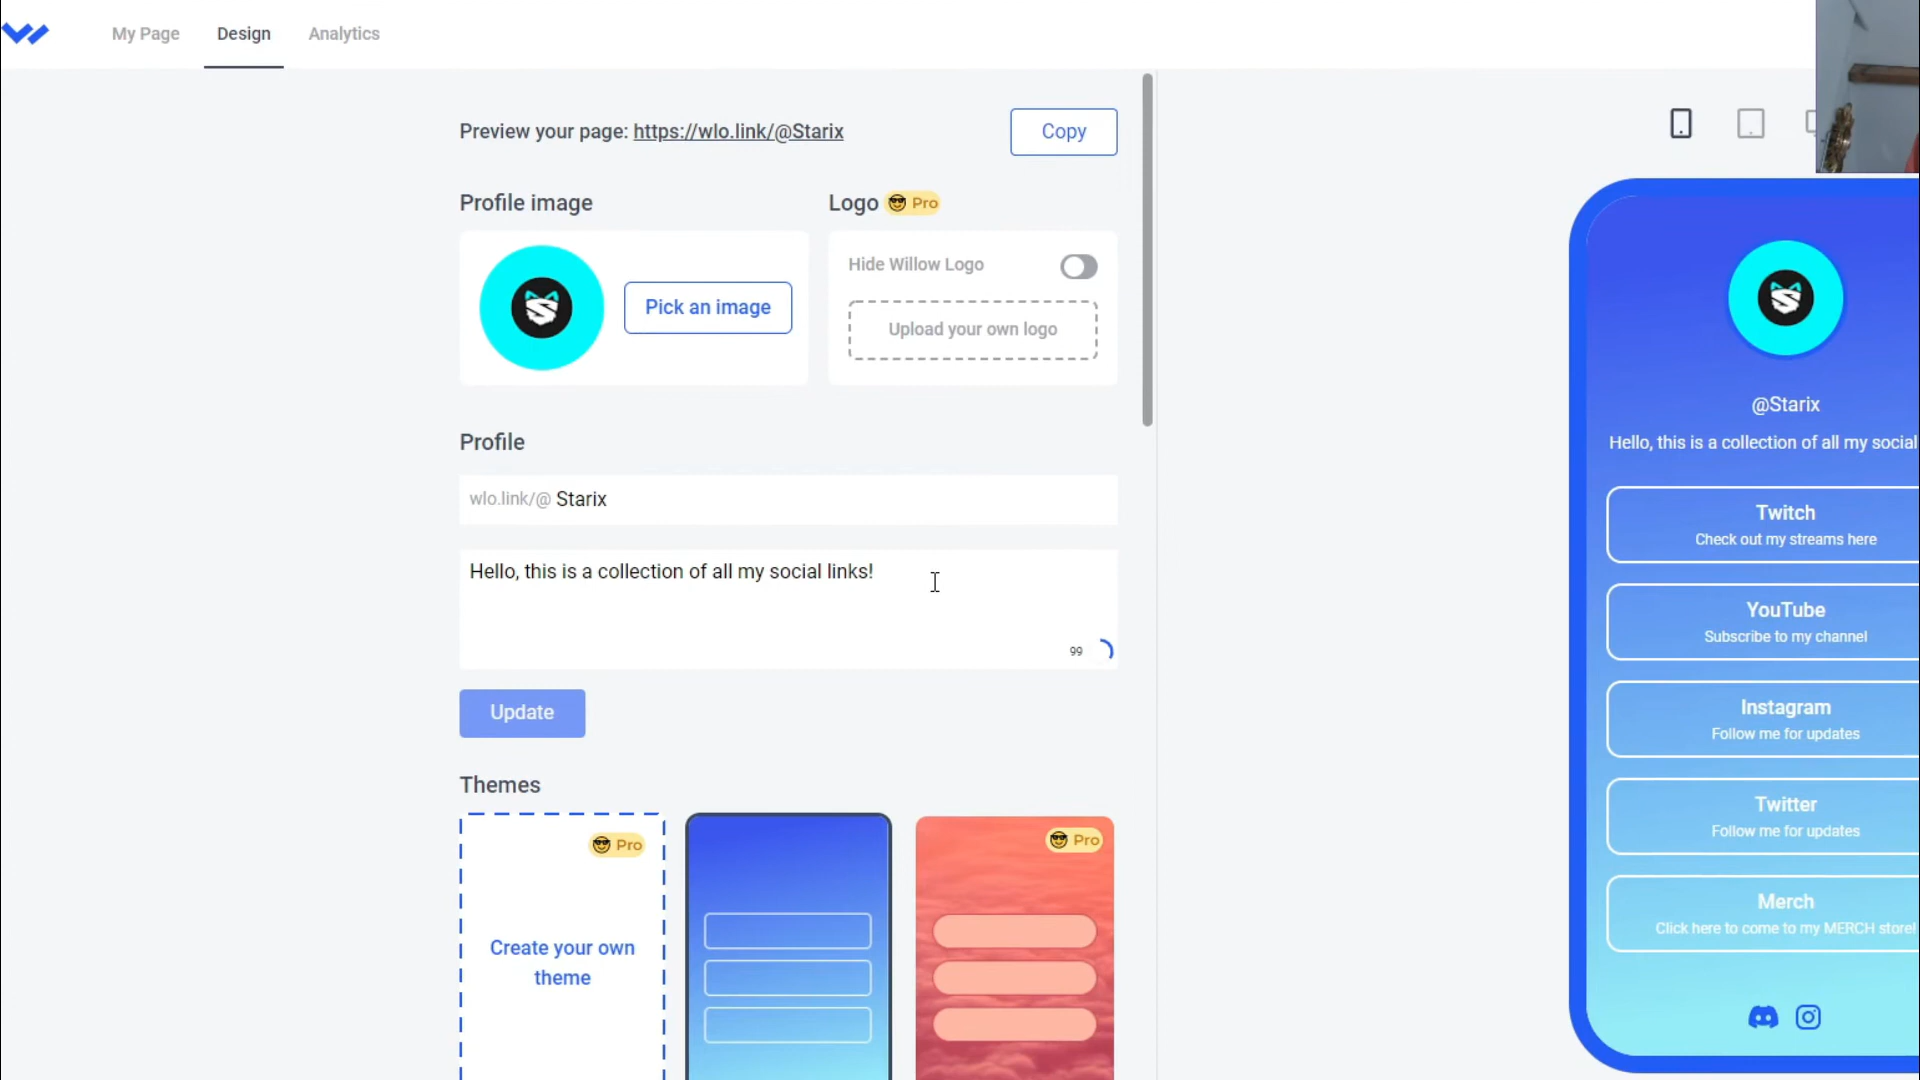 My Page
Design
Analytics
Preview your page: https://wlo.link/@Starix
Copy
Profile image
Logo
Pro
Pick an image
Hide Willow Logo
Upload your own logo
Profile
wlo.link/@ Starix
Hello, this is a collection of all my social links!
99
Update
Themes
Pro
Create your own
theme
Pro
@Starix
Hello, this is a collection of all my social
Twitch
Check out my streams here
YouTube
Subscribe to my channel
Instagram
Follow me for updates
Twitter
Follow me for updates
Merch
Click here to come to my MERCH store!